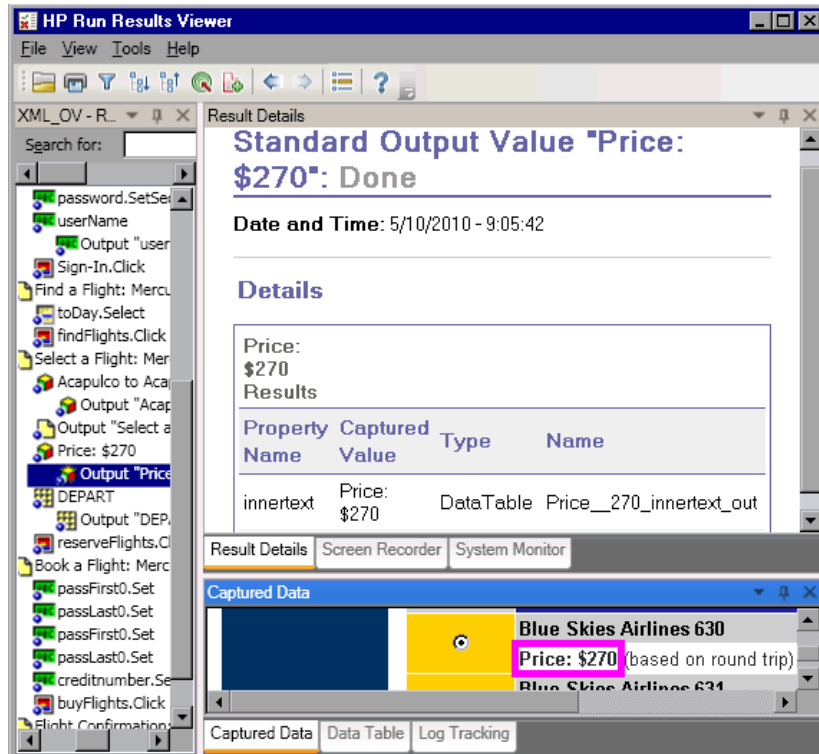 HP Run Results Viewer
File View Tools Help
XML_OV - R...
Search for:
password.SetSe
userName
Output "user
Sign-In.Click
Find a Flight: Mercu
toDay.Select
findFlights.Click
Select a Flight: Mer
Acapulco to Aca
Output "Acap
Output "Select a
Price: $270
Output "Price
DEPART
Output "DEP
reserveFlights.Cl
Book a Flight: Merc
passFirst0.Set
passLast0.Set
passFirst0.Set
passLast0.Set
creditnumber.Se
buyFlights.Click
Flight Confirmation:
Result Details
Standard Output Value "Price:
$270": Done
Date and Time: 5/10/2010 - 9:05:42
Details
Price:
$270
Results
Property Name Captured Value Type Name
innertext Price: $270 DataTable Price__270_innertext_out
Result Details Screen Recorder System Monitor
Captured Data
Blue Skies Airlines 630
Price: $270 (based on round trip)
Blue Skies Airlines 631
Captured Data Data Table Log Tracking